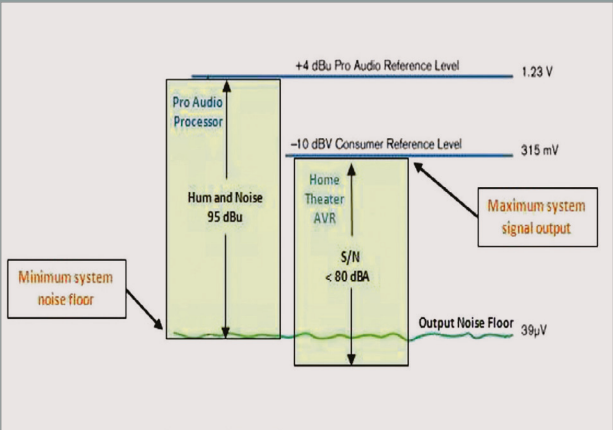 +4 dBu Pro Audio Reference Level
1.23 V
Pro Audio
Processor
–10 dBV Consumer Reference Level
315 mV
Home
Theater
AVR
Hum and Noise
95 dBu
Maximum system
signal output
S/N
< 80 dBA
Minimum system
noise floor
Output Noise Floor
39µV